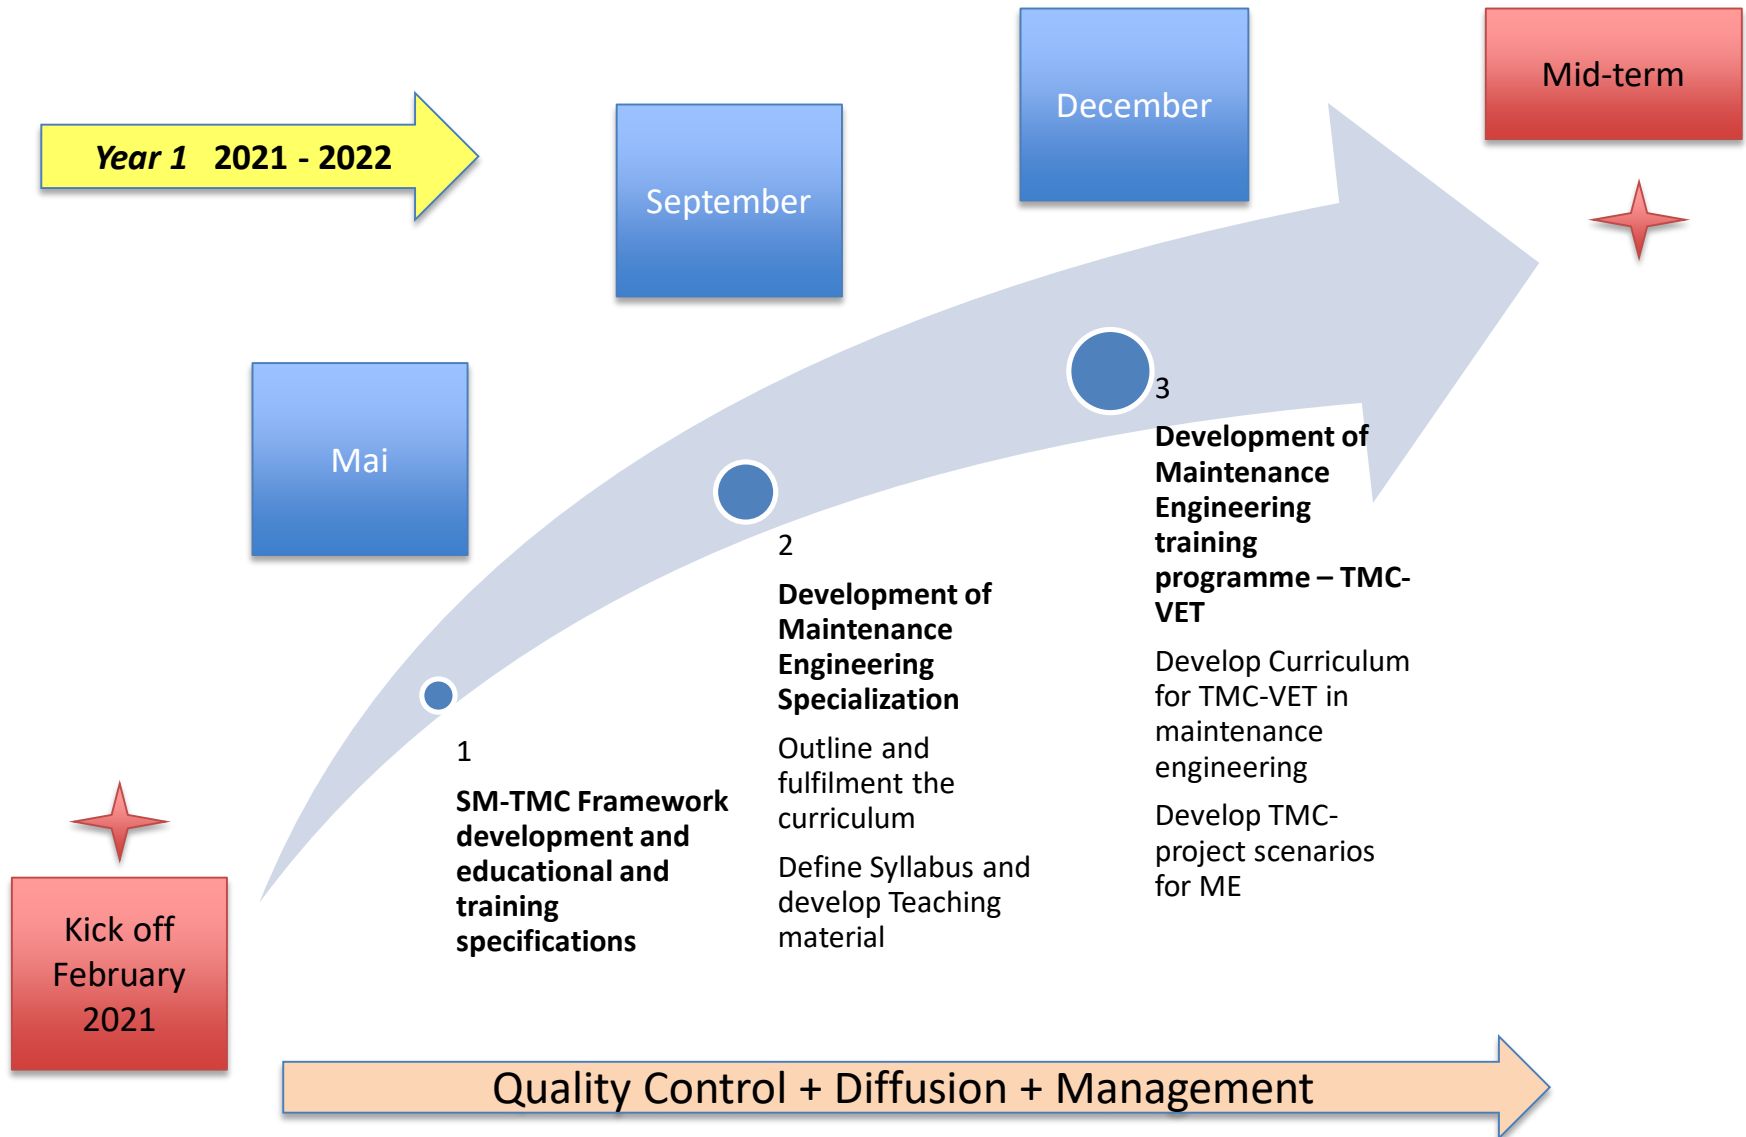 Year 1 2021 - 2022
Mai
September
December
Mid-term
Kick off
February
2021
1
SM-TMC Framework
development and
educational and
training
specifications
2
Development of
Maintenance
Engineering
Specialization
Outline and
fulfilment the
curriculum
Define Syllabus and
develop Teaching
material
3
Development of
Maintenance
Engineering
training
programme – TMC-
VET
Develop Curriculum
for TMC-VET in
maintenance
engineering
Develop TMC-
project scenarios
for ME
Quality Control + Diffusion + Management